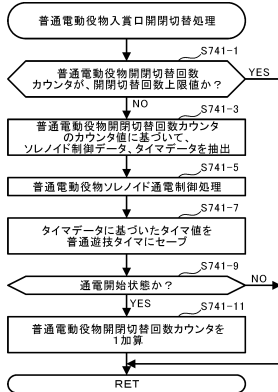 普通電動役物入賞口開閉切替処理
S741-1
普通電動役物開閉切替回数
カウンタが、開閉切替回数上限値か？
YES
NO
S741-3
普通電動役物開閉切替回数カウンタ
のカウンタ値に基づいて、
ソレノイド制御データ、タイマデータを抽出
S741-5
普通電動役物ソレノイド通電制御処理
S741-7
タイマデータに基づいたタイマ値を
普通遊技タイマにセーブ
S741-9
通電開始状態か？
NO
YES
S741-11
普通電動役物開閉切替回数カウンタを
1加算
RET